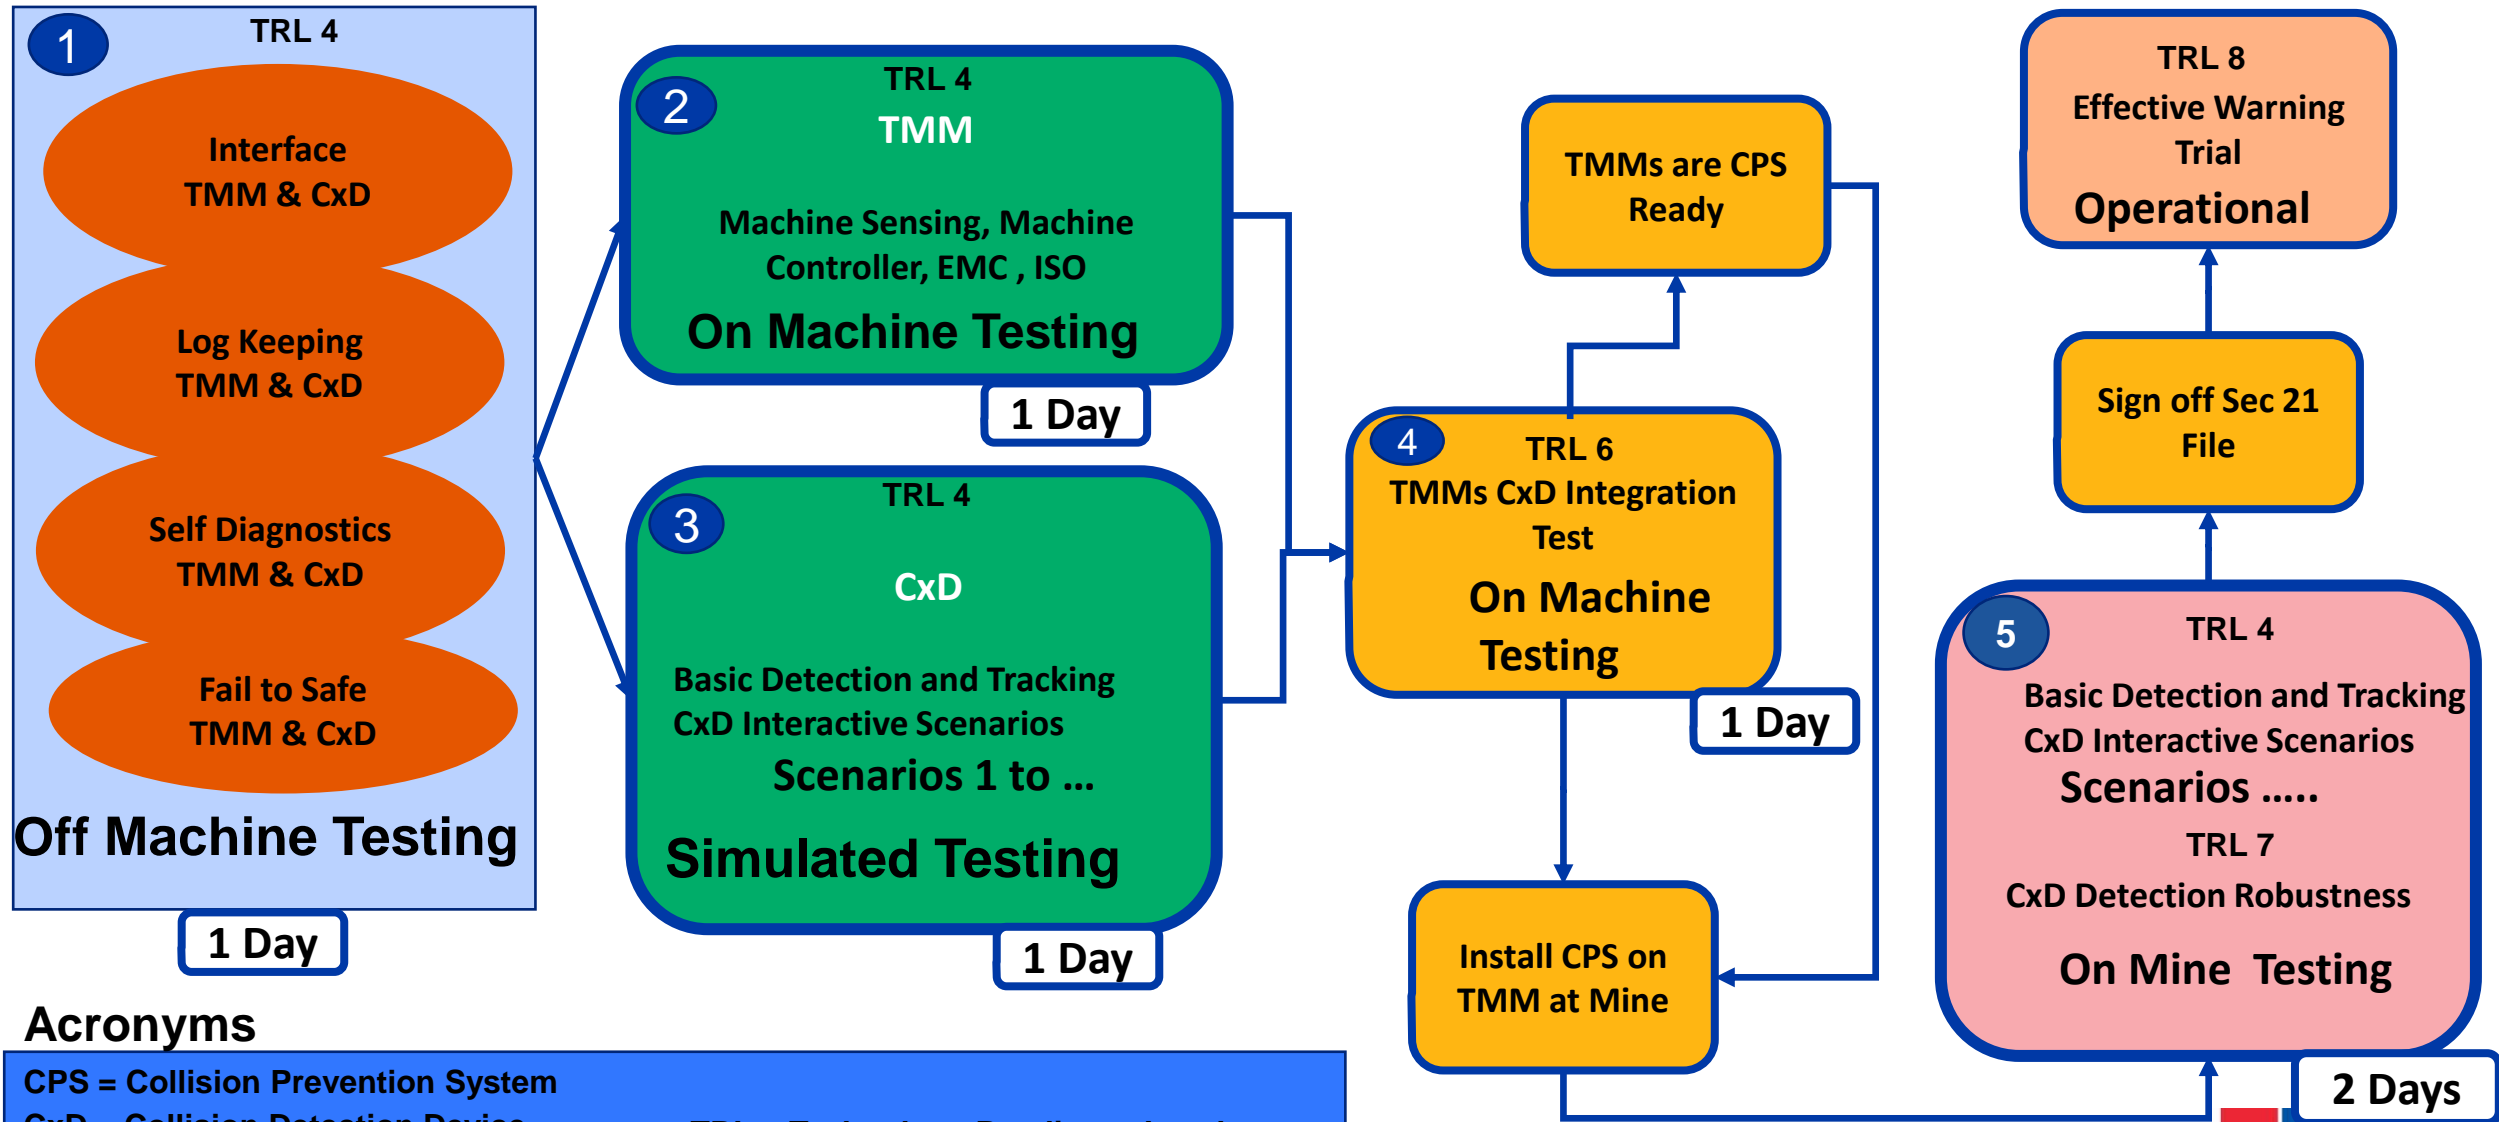 1
TRL 4
Interface
TMM & CxD
Log Keeping
TMM & CxD
Self Diagnostics
TMM & CxD
Fail to Safe
TMM & CxD
Off Machine Testing
1 Day
2
TRL 4
TMM
Machine Sensing, Machine
Controller, EMC , ISO
On Machine Testing
1 Day
3
TRL 4
CxD
Basic Detection and Tracking
CxD Interactive Scenarios
Scenarios 1 to ...
Simulated Testing
1 Day
4
TRL 6
TMMs CxD Integration
Test
On Machine
Testing
1 Day
TMMs are CPS
Ready
Install CPS on
TMM at Mine
5
TRL 4
Basic Detection and Tracking
CxD Interactive Scenarios
Scenarios .....
TRL 7
CxD Detection Robustness
On Mine Testing
2 Days
Sign off Sec 21
File
TRL 8
Effective Warning
Trial
Operational
Acronyms
CPS = Collision Prevention System
CxD = Collision Detection Device